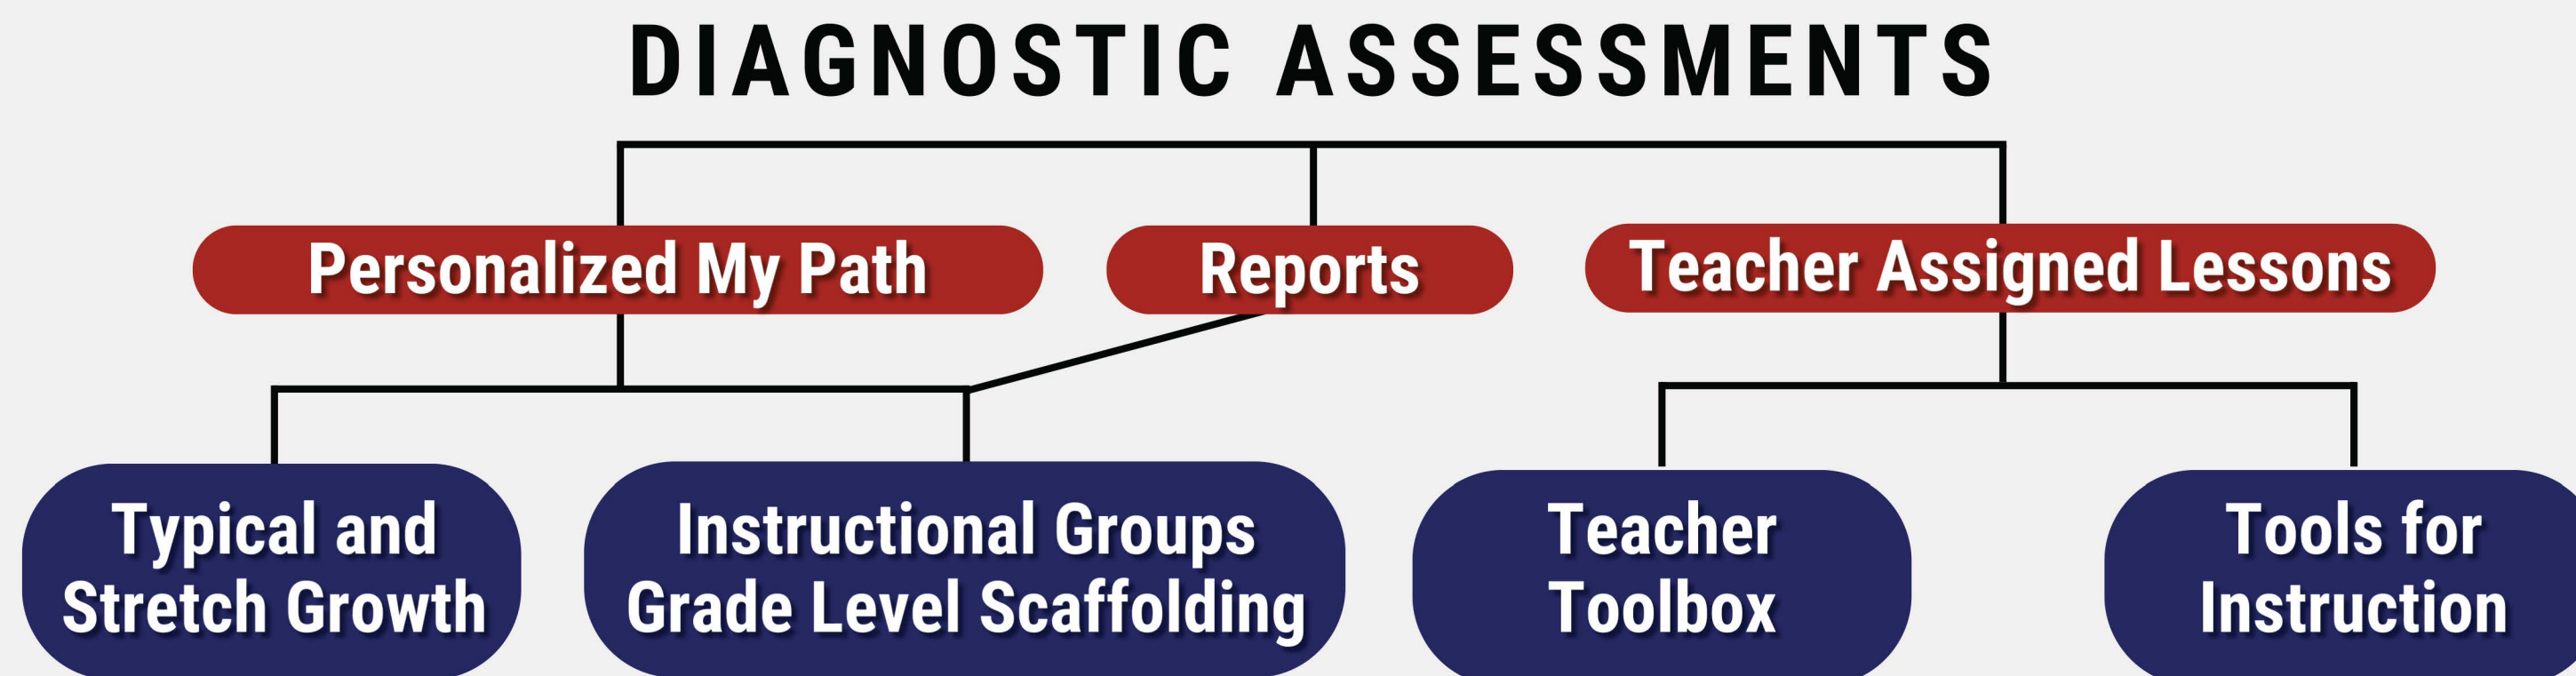 DIAGNOSTIC ASSESSMENTS
Personalized My Path
Reports
Teacher Assigned Lessons
Typical and
Stretch Growth
Instructional Groups
Grade Level Scaffolding
Teacher
Toolbox
Tools for
Instruction